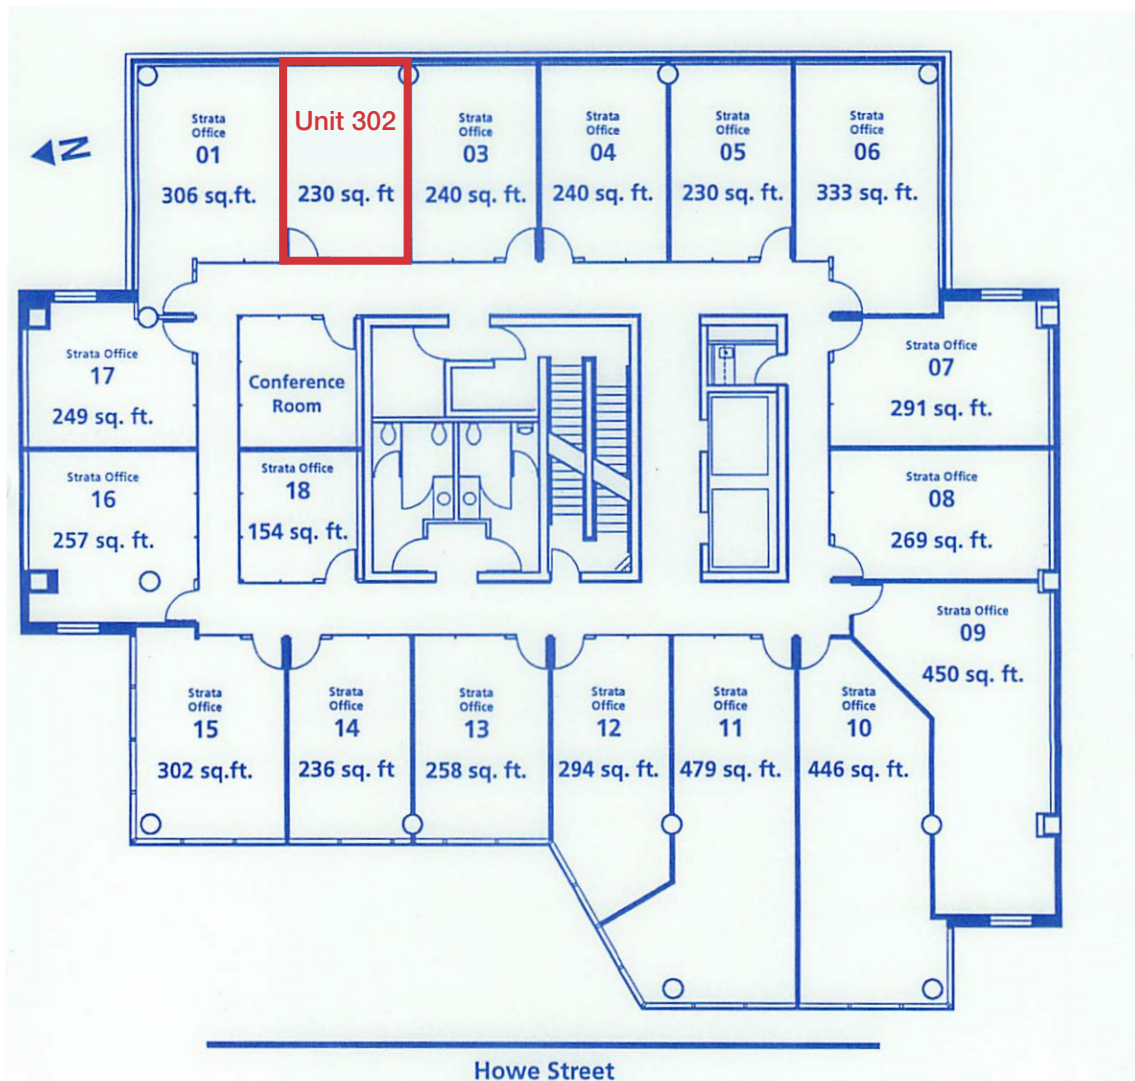 N
Strata
Office
01
306 sq.ft.
Unit 302
230 sq. ft
Strata
Office
03
240 sq. ft.
Strata
Office
04
240 sq. ft.
Strata
Office
05
230 sq. ft.
Strata
Office
06
333 sq. ft.
Strata Office
17
249 sq. ft.
Conference
Room
Strata Office
07
291 sq. ft.
Strata Office
16
257 sq. ft.
Strata Office
18
154 sq. ft.
Strata Office
08
269 sq. ft.
Strata Office
09
450 sq. ft.
Strata
Office
15
302 sq.ft.
Strata
Office
14
236 sq. ft
Strata
Office
13
258 sq. ft.
Strata
Office
12
294 sq. ft.
Strata
Office
11
479 sq. ft.
Strata
Office
10
446 sq. ft.
Howe Street